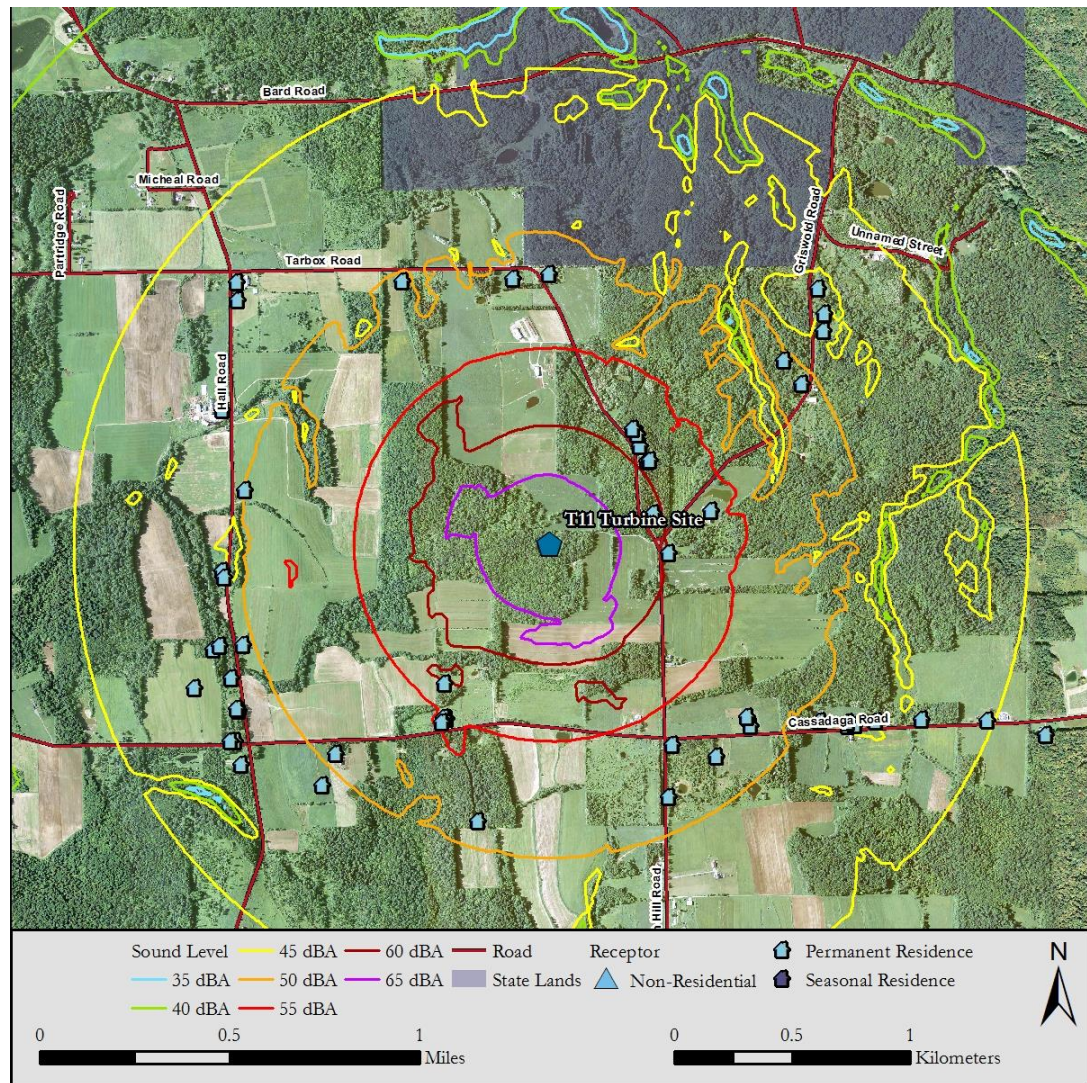 Bard Road
Micheal Road
Partridge Road
Tarbox Road
Griswold Road
Unnamed Street
Hall Road
T11 Turbine Site
Cassadaga Road
Hill Road
Sound Level
35 dBA
40 dBA
45 dBA
50 dBA
55 dBA
60 dBA
65 dBA
Road
State Lands
Receptor
Non-Residential
Permanent Residence
Seasonal Residence
N
0 0.5 1
Miles
0 0.5 1
Kilometers